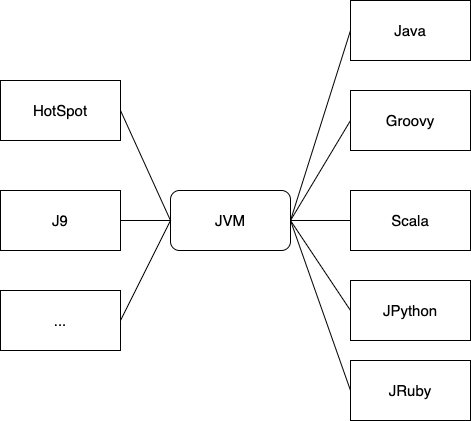 HotSpot
J9
...
JVM
Java
Groovy
Scala
JPython
JRuby